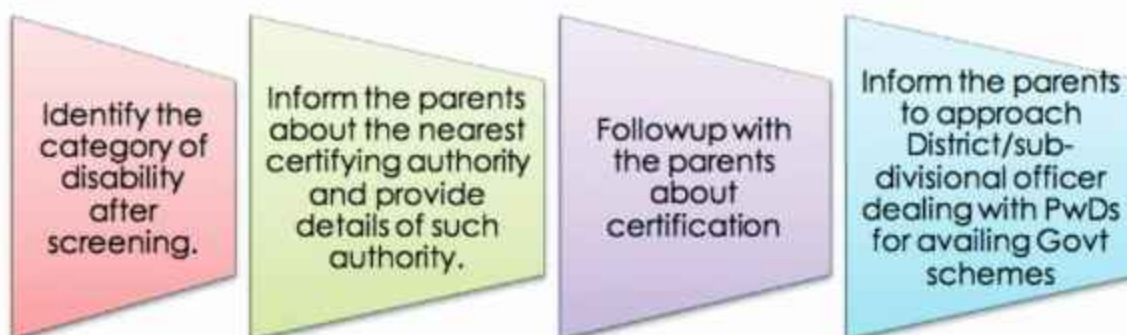 Identify the
category of
disability
after
screening.
Inform the parents
about the nearest
certifying authority
and provide
details of such
authority.
Followup with
the parents
about
certification
Inform the parents
to approach
District/sub-
divisional officer
dealing with PwDs
for availing Govt
schemes